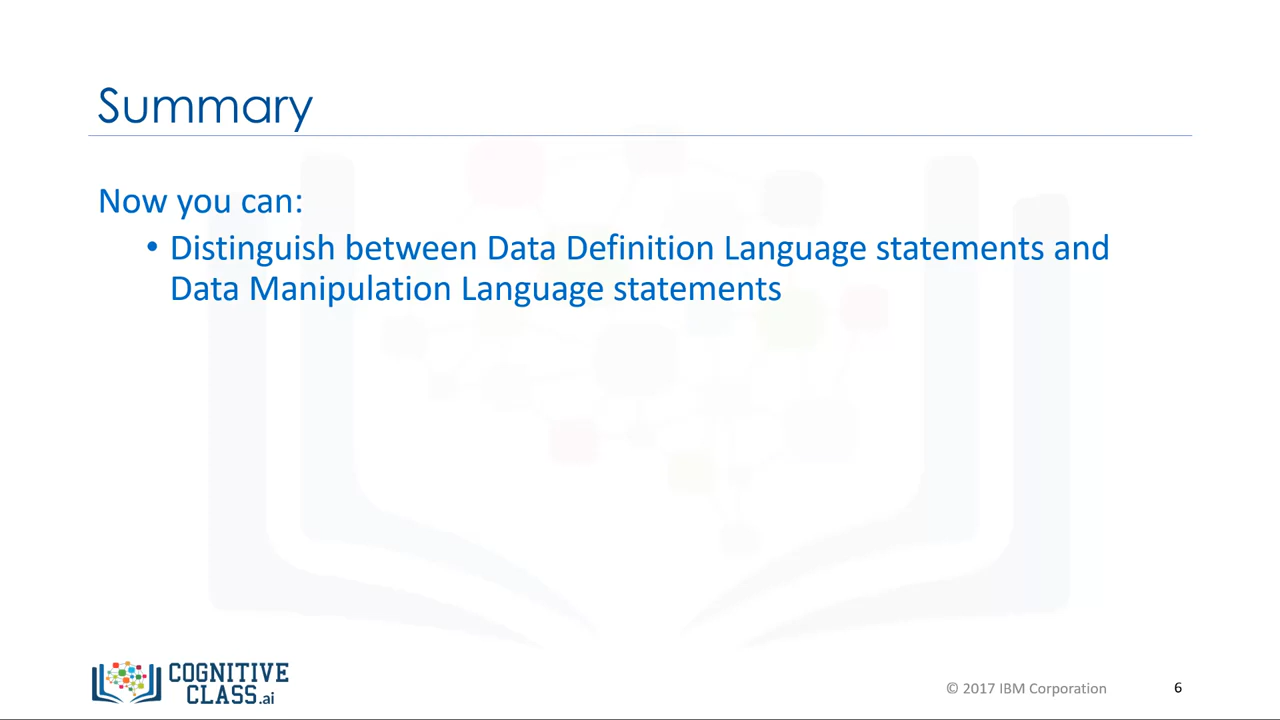 Summary
Now you can:
• Distinguish between Data Definition Language statements and
Data Manipulation Language statements
COGNITIVE
CLASS.ai
© 2017 IBM Corporation
6